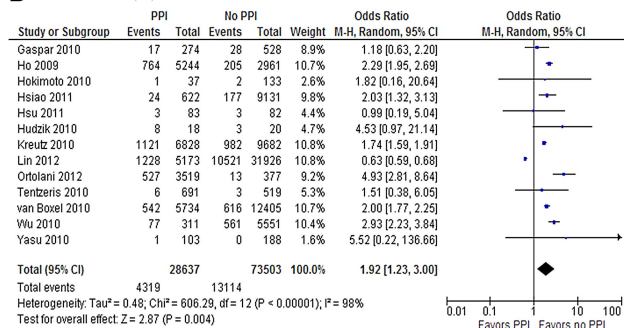 PPI No PPI Odds Ratio Odds Ratio
Study or Subgroup Events Total Events Total Weight M-H, Random, 95% CI M-H, Random, 95% CI
Gaspar 2010 17 274 28 528 8.9% 1.18 [0.63, 2.20]
Ho 2009 764 5244 205 2961 10.7% 2.29 [1.95, 2.69]
Hokimoto 2010 1 37 2 133 2.6% 1.82 [0.16, 20.64]
Hsiao 2011 24 622 177 9131 9.7% 2.03 [1.32, 3.13]
Hsu 2011 3 83 3 82 4.4% 0.99 [0.19, 5.04]
Hudzik 2010 8 18 3 20 4.7% 4.53 [0.97, 21.14]
Kreutz 2010 1121 6828 982 9682 10.8% 1.74 [1.59, 1.91]
Lin 2012 1228 5173 10521 31926 10.8% 0.63 [0.59, 0.68]
Ortolani 2012 527 3519 13 377 9.1% 4.93 [2.81, 8.64]
Tentzeris 2010 6 691 3 519 5.2% 1.51 [0.38, 6.05]
van Boxel 2010 542 5734 616 12405 10.7% 2.00 [1.77, 2.25]
Wu 2010 77 311 561 5551 10.5% 2.93 [2.23, 3.84]
Yasu 2010 1 103 0 188 1.6% 5.52 [0.22, 136.66]
Total (95% CI) 28637 73503 100.0% 1.92 [1.23, 3.00]
Total events 4319 13114
Heterogeneity: Tau² = 0.48; Chi² = 606.29, df = 12 (P < 0.00001); I² = 98%
Test for overall effect: Z = 2.87 (P = 0.004)
0.01 0.1 1 10 100
Favors PPI Favors no PPI